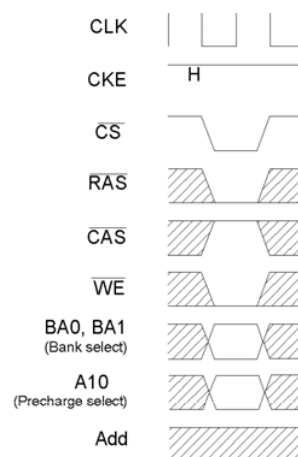 CLK
CKE
H
CS
RAS
CAS
WE
BA0, BA1
(Bank select)
A10
(Precharge select)
Add